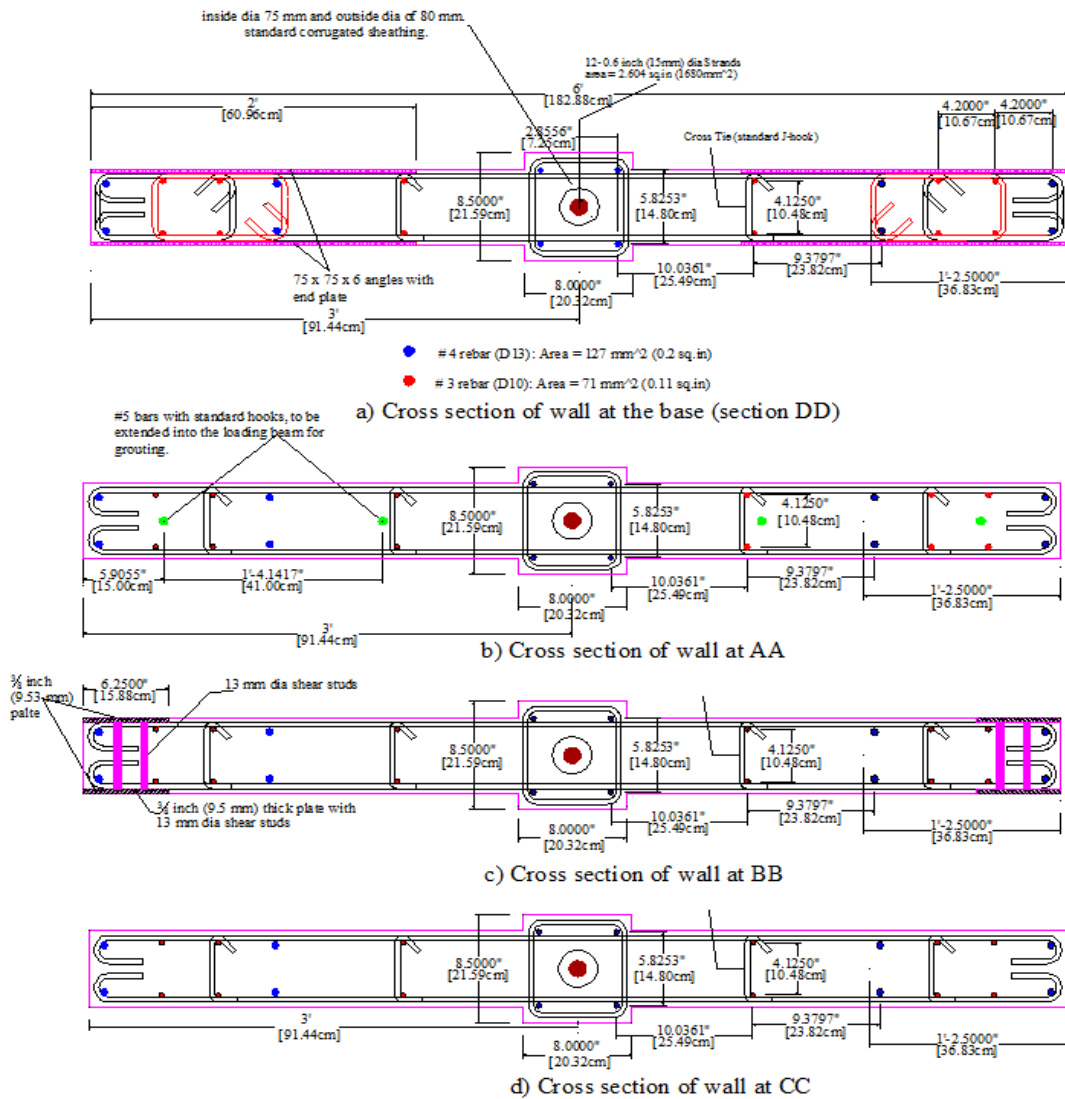 inside dia 75 mm and outside dia of 80 mm.
standard corrugated sheathing.
12- 0.6 inch (15mm) dia Strands
area = 2.604 sq.in (1680mm^2)
6'
[182.88cm]
2'
[60.96cm]
4.2000"
[10.67cm]
4.2000"
[10.67cm]
2.8556"
[7.25cm]
Cross Tie (standard J-hook)
8.5000"
[21.59cm]
5.8253"
[14.80cm]
4.1250"
[10.48cm]
10.0361"
[25.49cm]
9.3797"
[23.82cm]
1'-2.5000"
[36.83cm]
75 x 75 x 6 angles with
end plate
8.0000"
[20.32cm]
3'
[91.44cm]
# 4 rebar (D13): Area = 127 mm^2 (0.2 sq.in)
# 3 rebar (D10): Area = 71 mm^2 (0.11 sq.in)
a) Cross section of wall at the base (section DD)
#5 bars with standard hooks, to be
extended into the loading beam for
grouting.
8.5000"
[21.59cm]
5.8253"
[14.80cm]
4.1250"
[10.48cm]
5.9055"
[15.00cm]
1'-4.1417"
[41.00cm]
10.0361"
[25.49cm]
9.3797"
[23.82cm]
1'-2.5000"
[36.83cm]
8.0000"
[20.32cm]
3'
[91.44cm]
b) Cross section of wall at AA
⅜ inch
(9.53 mm)
palte
6.2500"
[15.88cm]
13 mm dia shear studs
8.5000"
[21.59cm]
5.8253"
[14.80cm]
4.1250"
[10.48cm]
⅜ inch (9.5 mm) thick plate with
13 mm dia shear studs
10.0361"
[25.49cm]
9.3797"
[23.82cm]
1'-2.5000"
[36.83cm]
8.0000"
[20.32cm]
c) Cross section of wall at BB
8.5000"
[21.59cm]
5.8253"
[14.80cm]
4.1250"
[10.48cm]
3'
[91.44cm]
10.0361"
[25.49cm]
9.3797"
[23.82cm]
1'-2.5000"
[36.83cm]
8.0000"
[20.32cm]
d) Cross section of wall at CC